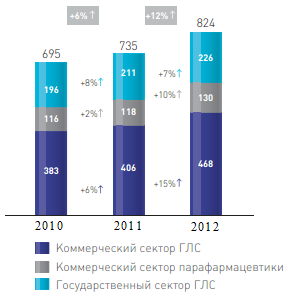 +6%↑ +12%↑
695 735 824
196 +8%↑ 211 +7%↑ 226
116 +2%↑ 118 +10%↑ 130
383 +6%↑ 406 +15%↑ 468
2010 2011 2012
Коммерческий сектор ГЛС
Коммерческий сектор парафармацевтики
Государственный сектор ГЛС